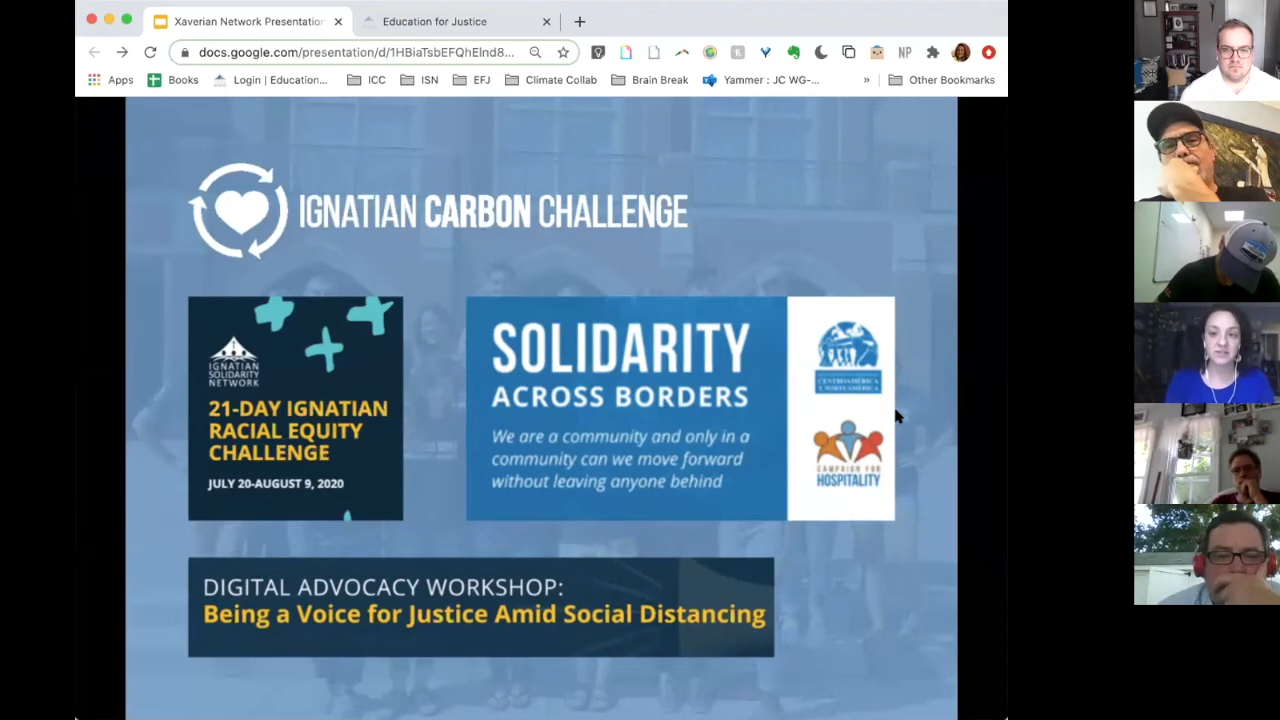 Xaverian Network Presentation
Education for Justice
docs.google.com/presentation/d/1HBiaTsbEFQhElnd8...
NP
Apps
Books
Login | Education...
ICC
ISN
EFJ
Climate Collab
Brain Break
Yammer : JC WG-...
»
Other Bookmarks
IGNATIAN CARBON CHALLENGE
IGNATIAN
SOLIDARITY
NETWORK
21-DAY IGNATIAN
RACIAL EQUITY
CHALLENGE
JULY 20-AUGUST 9, 2020
SOLIDARITY
ACROSS BORDERS
We are a community and only in a
community can we move forward
without leaving anyone behind
CENTROAMÉRICA
Y NORTEAMÉRICA
CAMPAIGN FOR
HOSPITALITY
DIGITAL ADVOCACY WORKSHOP:
Being a Voice for Justice Amid Social Distancing